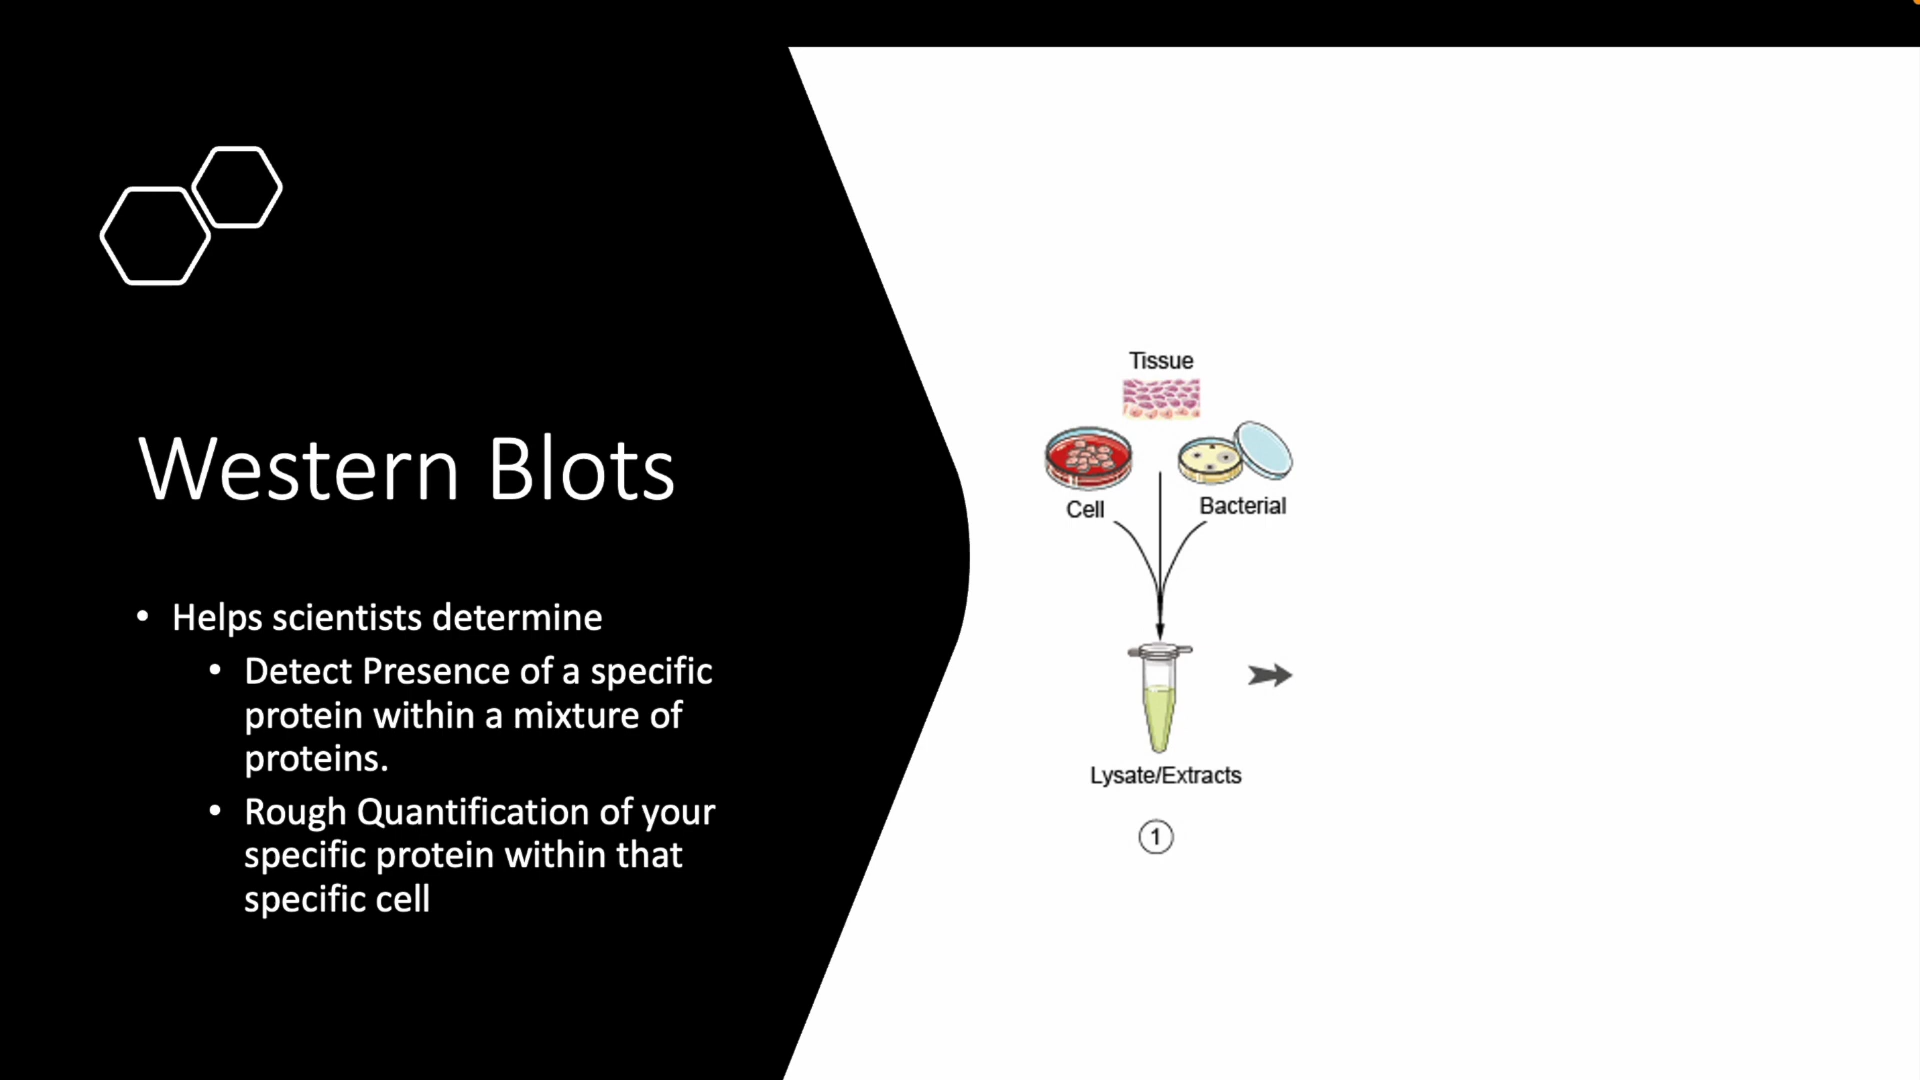 Western Blots
• Helps scientists determine
• Detect Presence of a specific
protein within a mixture of
proteins.
• Rough Quantification of your
specific protein within that
specific cell
Tissue
Cell
Bacterial
Lysate/Extracts
1